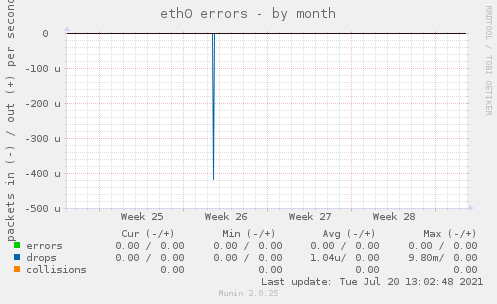 eth0 errors - by month
RRDTOOL / TOBI OETIKER
packets in (-) / out (+) per second
0
-100 u
-200 u
-300 u
-400 u
-500 u
Week 25 Week 26 Week 27 Week 28
Cur (-/+) Min (-/+) Avg (-/+) Max (-/+)
errors 0.00 / 0.00 0.00 / 0.00 0.00 / 0.00 0.00 / 0.00
drops 0.00 / 0.00 0.00 / 0.00 1.04u/ 0.00 9.80m/ 0.00
collisions 0.00 0.00 0.00 0.00
Last update: Tue Jul 20 13:02:48 2021
Munin 2.0.25